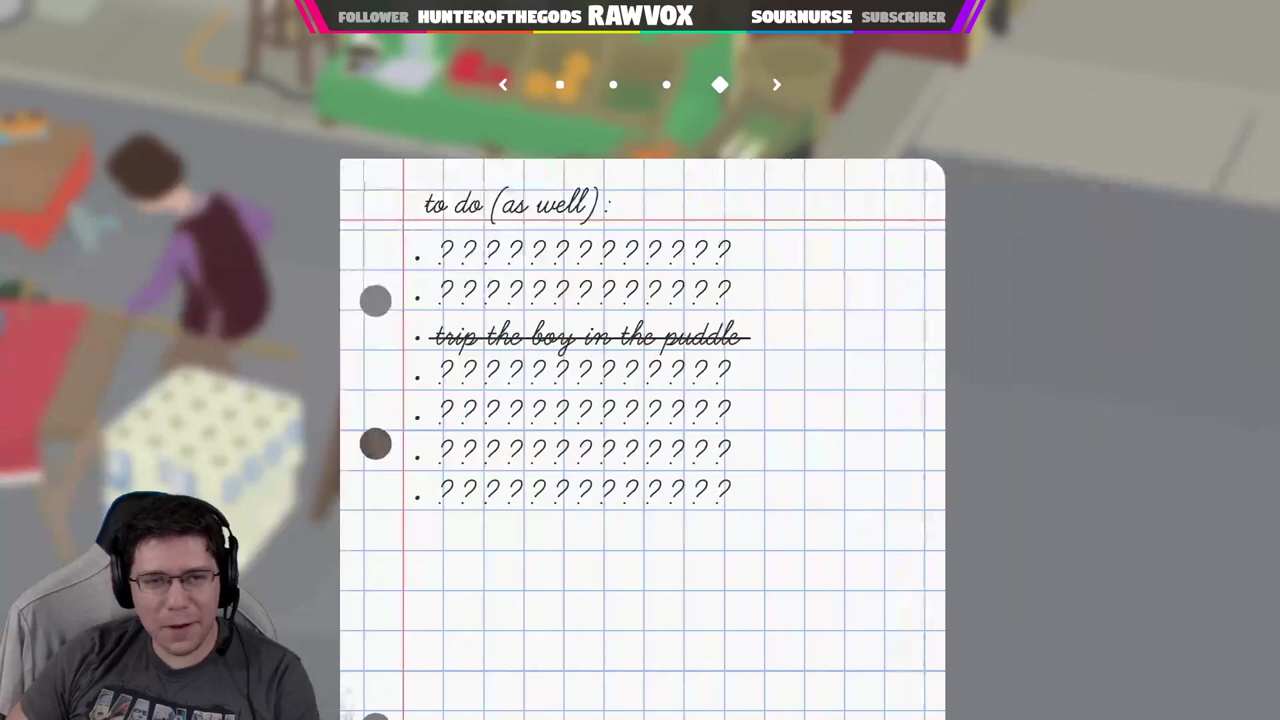 FOLLOWER HUNTEROFTHEGODS RAWVOX SOURNURSE SUBSCRIBER
to do (as well):
• ? ? ? ? ? ? ? ? ? ? ? ? ?
• ? ? ? ? ? ? ? ? ? ? ? ? ?
• trip the boy in the puddle
• ? ? ? ? ? ? ? ? ? ? ? ? ?
• ? ? ? ? ? ? ? ? ? ? ? ? ?
• ? ? ? ? ? ? ? ? ? ? ? ? ?
• ? ? ? ? ? ? ? ? ? ? ? ? ?